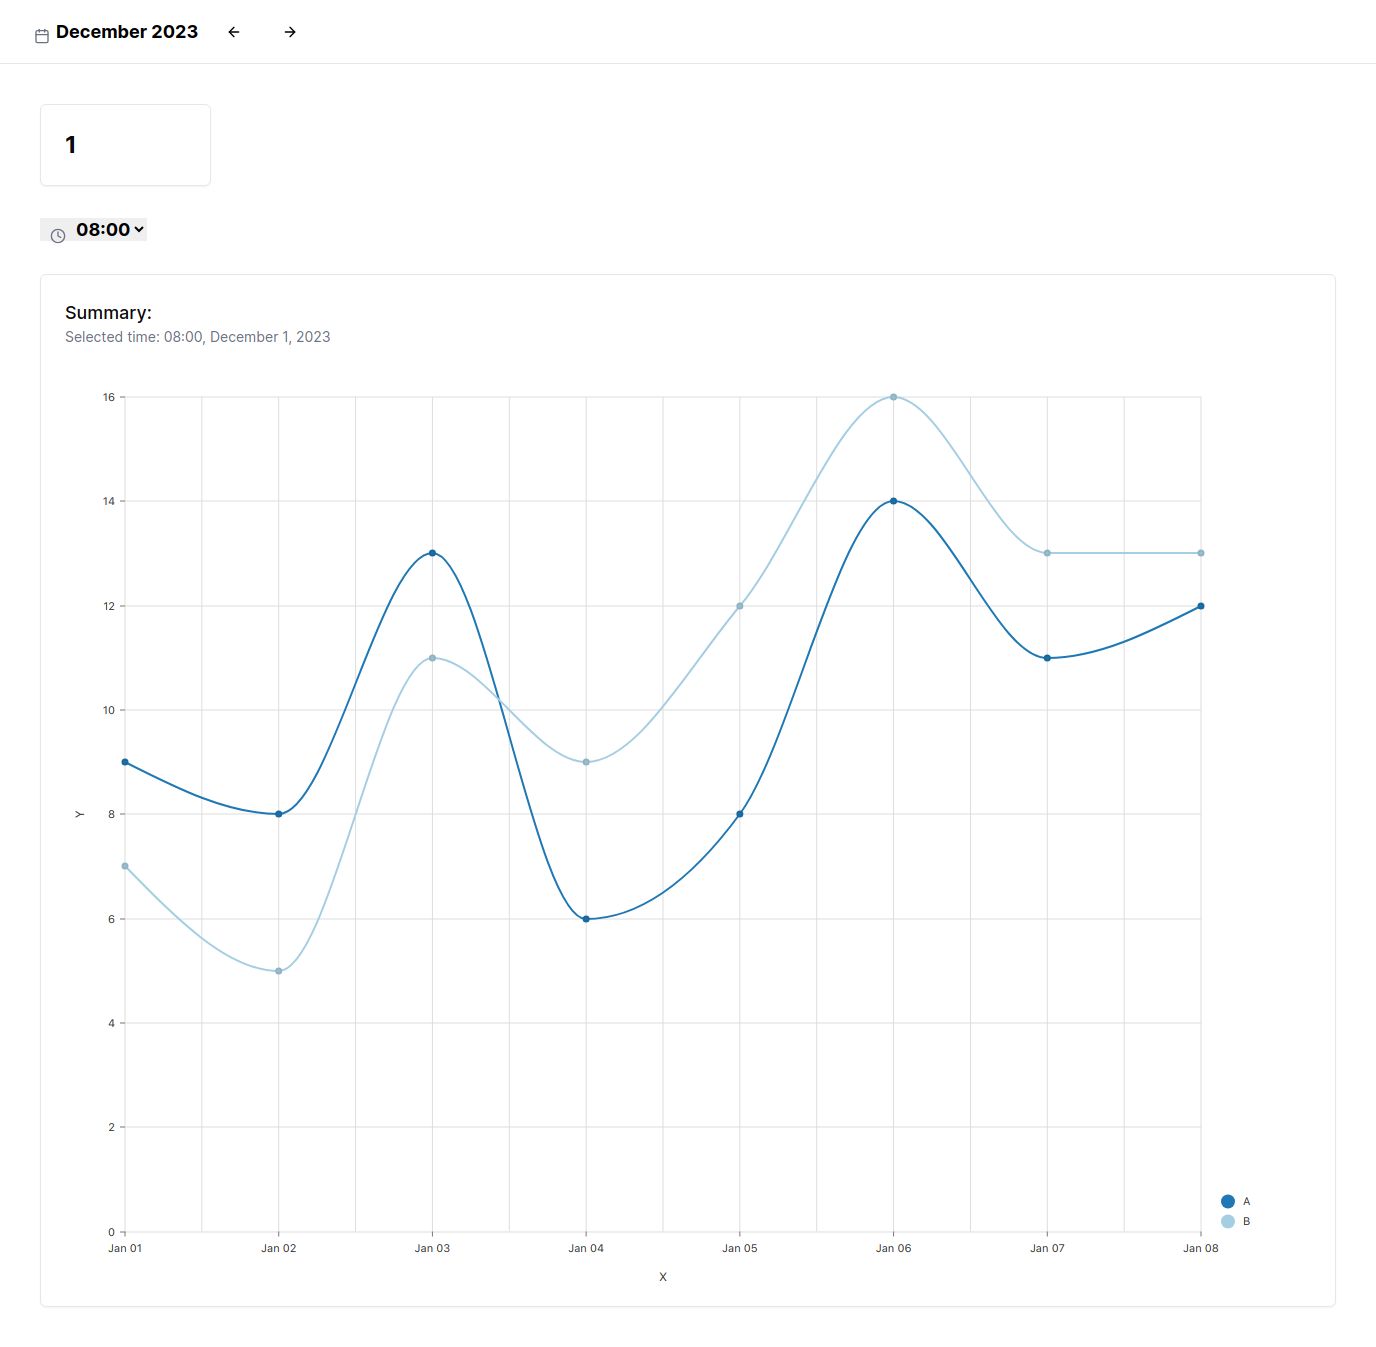 December 2023
1
08:00
Summary:
Selected time: 08:00, December 1, 2023
16
14
12
10
8
6
4
2
0
Y
Jan 01 Jan 02 Jan 03 Jan 04 Jan 05 Jan 06 Jan 07 Jan 08
X
A
B